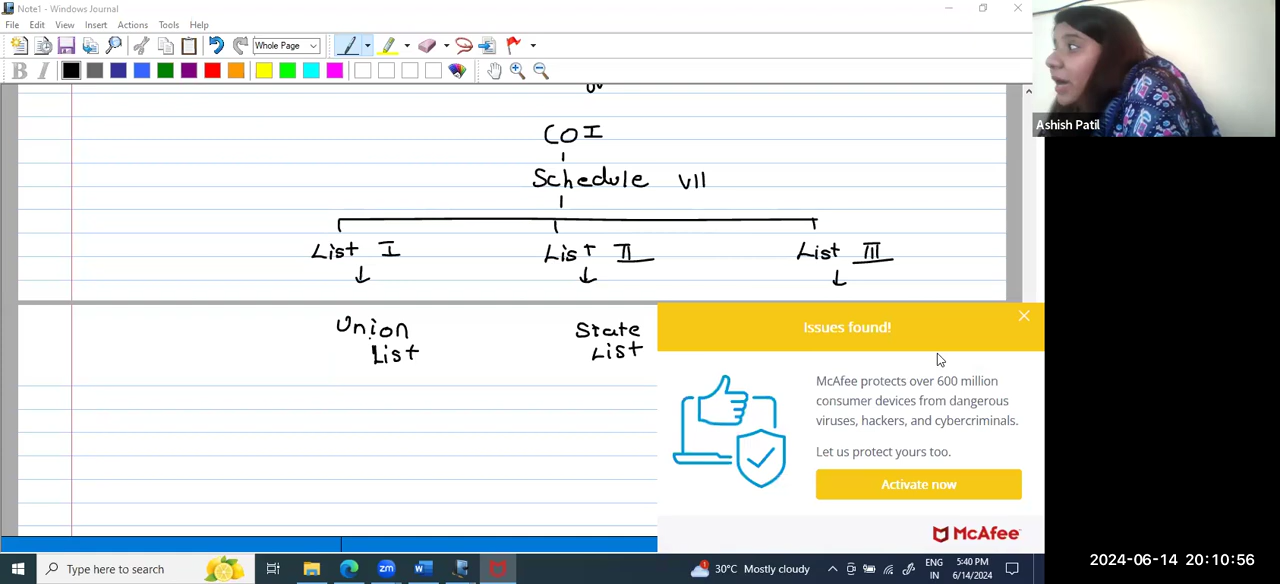 Note1 - Windows Journal
File Edit View Insert Actions Tools Help
Whole Page
B I
COI
Schedule VII
List I List II List III
Union List
State List
Ashish Patil
Issues found!
McAfee protects over 600 million
consumer devices from dangerous
viruses, hackers, and cybercriminals.
Let us protect yours too.
Activate now
McAfee
Type here to search
zm
W
30°C Mostly cloudy
ENG
IN
5:40 PM
6/14/2024
2024-06-14 20:10:56